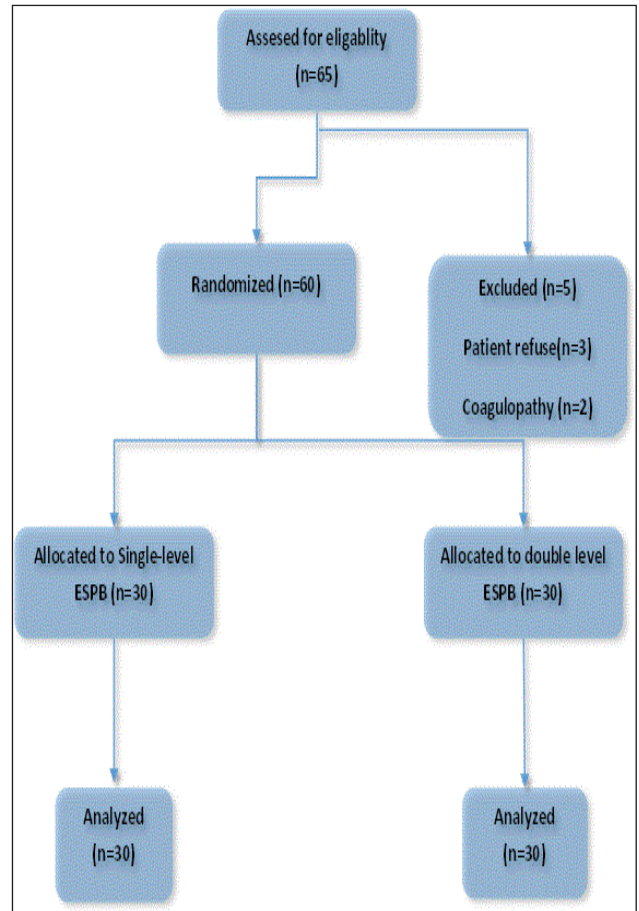 Assesed for eligablity
(n=65)
Randomized (n=60)
Excluded (n=5)
Patient refuse(n=3)
Coagulopathy (n=2)
Allocated to Single-level
ESPB (n=30)
Allocated to double level
ESPB (n=30)
Analyzed
(n=30)
Analyzed
(n=30)